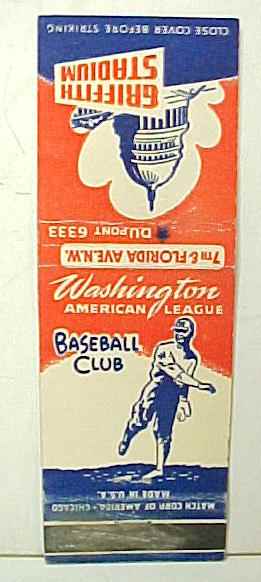 CLOSE COVER BEFORE STRIKING
GRIFFITH
STADIUM
DUPONT 6333
7TH & FLORIDA AVE.N.W.
Washington
AMERICAN LEAGUE
BASEBALL
CLUB
MADE IN U.S.A.
MATCH CORP OF AMERICA · CHICAGO